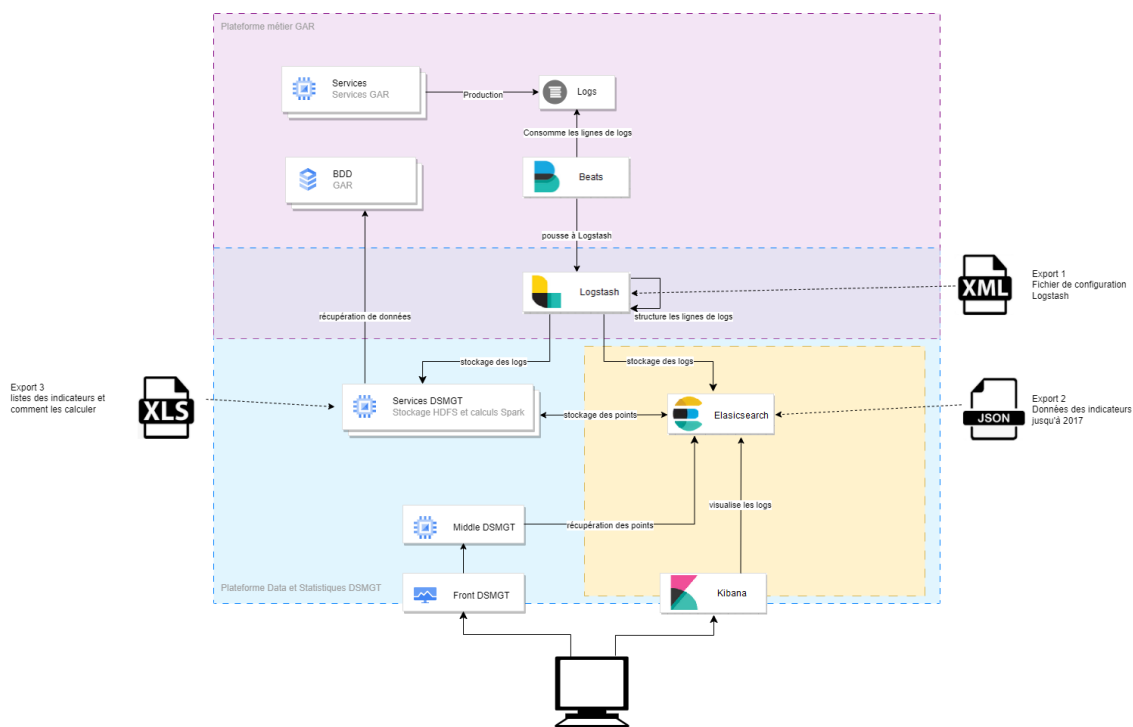 Plateforme métier GAR
Services
Services GAR
Production
Logs
Consomme les lignes de logs
BDD
GAR
Beats
pousse à Logstash
Logstash
structure les lignes de logs
XML
Export 1
Fichier de configuration
Logstash
récupération de données
stockage des logs
stockage des logs
Export 3
listes des indicateurs et
comment les calculer
XLS
Services DSMGT
Stockage HDFS et calculs Spark
stockage des points
Elasicsearch
JSON
Export 2
Données des indicateurs
jusqu'à 2017
visualise les logs
Middle DSMGT
récupération des points
Plateforme Data et Statistiques DSMGT
Front DSMGT
Kibana